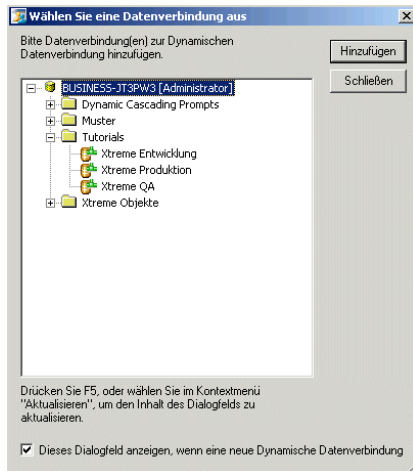 Wählen Sie eine Datenverbindung aus
Bitte Datenverbindung(en) zur Dynamischen
Datenverbindung hinzufügen.
Hinzufügen
Schließen
BUSINESS-JT3PW3 [Administrator]
Dynamic Cascading Prompts
Muster
Tutorials
Xtreme Entwicklung
Xtreme Produktion
Xtreme QA
Xtreme Objekte
Drücken Sie F5, oder wählen Sie im Kontextmenü
"Aktualisieren", um den Inhalt des Dialogfelds zu
aktualisieren.
Dieses Dialogfeld anzeigen, wenn eine neue Dynamische Datenverbindung